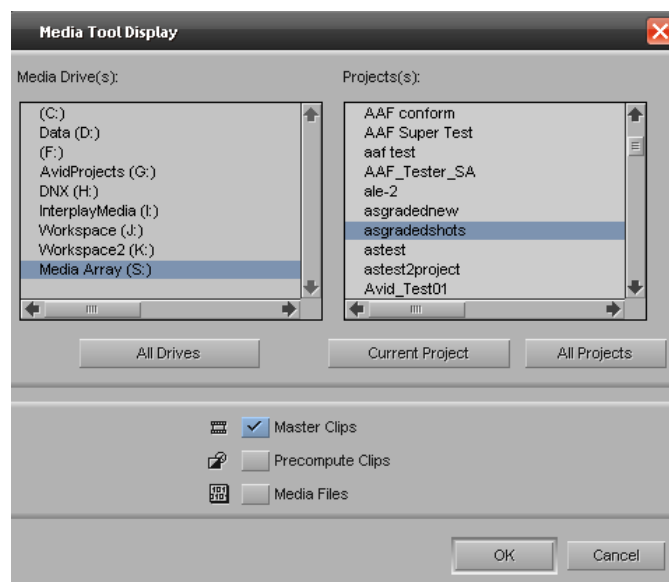 Media Tool Display
Media Drive(s):
(C:)
Data (D:)
(F:)
AvidProjects (G:)
DNX (H:)
InterplayMedia (I:)
Workspace (J:)
Workspace2 (K:)
Media Array (S:)
Projects(s):
AAF conform
AAF Super Test
aaf test
AAF_Tester_SA
ale-2
asgradednew
asgradedshots
astest
astest2project
Avid_Test01
All Drives
Current Project
All Projects
Master Clips
Precompute Clips
Media Files
OK
Cancel